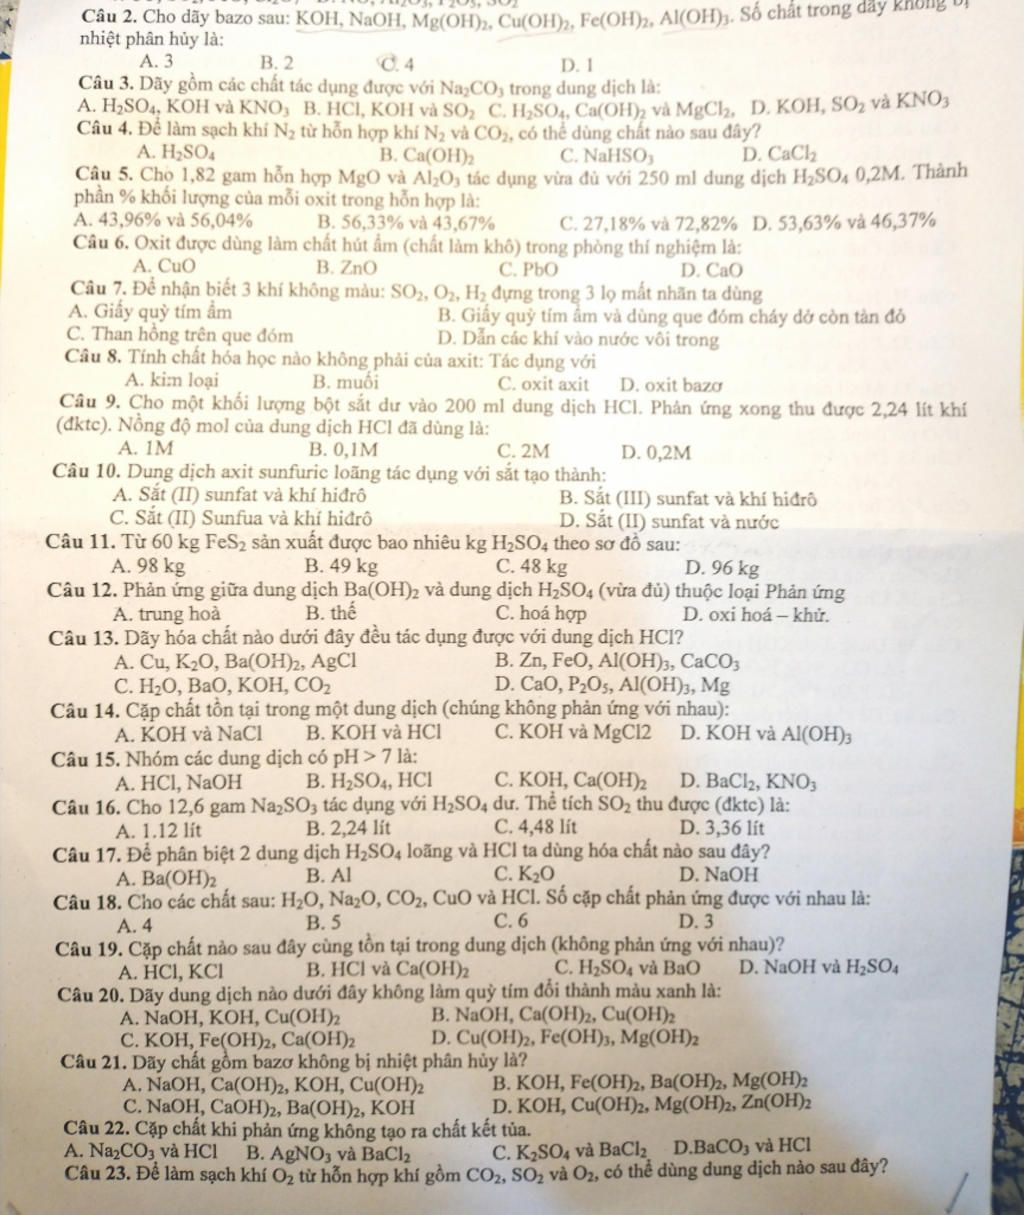 Câu 2. Cho dãy bazo sau: KOH, NaOH, Mg(OH)₂, Cu(OH)₂, Fe(OH)₂, Al(OH)₃. Số chất trong dãy không bị
nhiệt phân hủy là:
A. 3 B. 2 C. 4 D. 1
Câu 3. Dãy gồm các chất tác dụng được với Na₂CO₃ trong dung dịch là:
A. H₂SO₄, KOH và KNO₃ B. HCl, KOH và SO₂ C. H₂SO₄, Ca(OH)₂ và MgCl₂, D. KOH, SO₂ và KNO₃
Câu 4. Để làm sạch khí N₂ từ hỗn hợp khí N₂ và CO₂, có thể dùng chất nào sau đây?
A. H₂SO₄ B. Ca(OH)₂ C. NaHSO₃ D. CaCl₂
Câu 5. Cho 1,82 gam hỗn hợp MgO và Al₂O₃ tác dụng vừa đủ với 250 ml dung dịch H₂SO₄ 0,2M. Thành
phần % khối lượng của mỗi oxit trong hỗn hợp là:
A. 43,96% và 56,04% B. 56,33% và 43,67% C. 27,18% và 72,82% D. 53,63% và 46,37%
Câu 6. Oxit được dùng làm chất hút ẩm (chất làm khô) trong phòng thí nghiệm là:
A. CuO B. ZnO C. PbO D. CaO
Câu 7. Để nhận biết 3 khí không màu: SO₂, O₂, H₂ đựng trong 3 lọ mất nhãn ta dùng
A. Giấy quỳ tím ẩm B. Giấy quỳ tím ẩm và dùng que đóm cháy dở còn tàn đỏ
C. Than hồng trên que đóm D. Dẫn các khí vào nước vôi trong
Câu 8. Tính chất hóa học nào không phải của axit: Tác dụng với
A. kim loại B. muối C. oxit axit D. oxit bazơ
Câu 9. Cho một khối lượng bột sắt dư vào 200 ml dung dịch HCl. Phản ứng xong thu được 2,24 lít khí
(đktc). Nồng độ mol của dung dịch HCl đã dùng là:
A. 1M B. 0,1M C. 2M D. 0,2M
Câu 10. Dung dịch axit sunfuric loãng tác dụng với sắt tạo thành:
A. Sắt (II) sunfat và khí hiđrô B. Sắt (III) sunfat và khí hiđrô
C. Sắt (II) Sunfua và khí hiđrô D. Sắt (II) sunfat và nước
Câu 11. Từ 60 kg FeS₂ sản xuất được bao nhiêu kg H₂SO₄ theo sơ đồ sau:
A. 98 kg B. 49 kg C. 48 kg D. 96 kg
Câu 12. Phản ứng giữa dung dịch Ba(OH)₂ và dung dịch H₂SO₄ (vừa đủ) thuộc loại Phản ứng
A. trung hoà B. thế C. hoá hợp D. oxi hoá – khử.
Câu 13. Dãy hóa chất nào dưới đây đều tác dụng được với dung dịch HCl?
A. Cu, K₂O, Ba(OH)₂, AgCl B. Zn, FeO, Al(OH)₃, CaCO₃
C. H₂O, BaO, KOH, CO₂ D. CaO, P₂O₅, Al(OH)₃, Mg
Câu 14. Cặp chất tồn tại trong một dung dịch (chúng không phản ứng với nhau):
A. KOH và NaCl B. KOH và HCl C. KOH và MgCl2 D. KOH và Al(OH)₃
Câu 15. Nhóm các dung dịch có pH > 7 là:
A. HCl, NaOH B. H₂SO₄, HCl C. KOH, Ca(OH)₂ D. BaCl₂, KNO₃
Câu 16. Cho 12,6 gam Na₂SO₃ tác dụng với H₂SO₄ dư. Thể tích SO₂ thu được (đktc) là:
A. 1.12 lít B. 2,24 lít C. 4,48 lít D. 3,36 lít
Câu 17. Để phân biệt 2 dung dịch H₂SO₄ loãng và HCl ta dùng hóa chất nào sau đây?
A. Ba(OH)₂ B. Al C. K₂O D. NaOH
Câu 18. Cho các chất sau: H₂O, Na₂O, CO₂, CuO và HCl. Số cặp chất phản ứng được với nhau là:
A. 4 B. 5 C. 6 D. 3
Câu 19. Cặp chất nào sau đây cùng tồn tại trong dung dịch (không phản ứng với nhau)?
A. HCl, KCl B. HCl và Ca(OH)₂ C. H₂SO₄ và BaO D. NaOH và H₂SO₄
Câu 20. Dãy dung dịch nào dưới đây không làm quỳ tím đổi thành màu xanh là:
A. NaOH, KOH, Cu(OH)₂ B. NaOH, Ca(OH)₂, Cu(OH)₂
C. KOH, Fe(OH)₂, Ca(OH)₂ D. Cu(OH)₂, Fe(OH)₃, Mg(OH)₂
Câu 21. Dãy chất gồm bazơ không bị nhiệt phân hủy là?
A. NaOH, Ca(OH)₂, KOH, Cu(OH)₂ B. KOH, Fe(OH)₂, Ba(OH)₂, Mg(OH)₂
C. NaOH, CaOH)₂, Ba(OH)₂, KOH D. KOH, Cu(OH)₂, Mg(OH)₂, Zn(OH)₂
Câu 22. Cặp chất khi phản ứng không tạo ra chất kết tủa.
A. Na₂CO₃ và HCl B. AgNO₃ và BaCl₂ C. K₂SO₄ và BaCl₂ D.BaCO₃ và HCl
Câu 23. Để làm sạch khí O₂ từ hỗn hợp khí gồm CO₂, SO₂ và O₂, có thể dùng dung dịch nào sau đây?